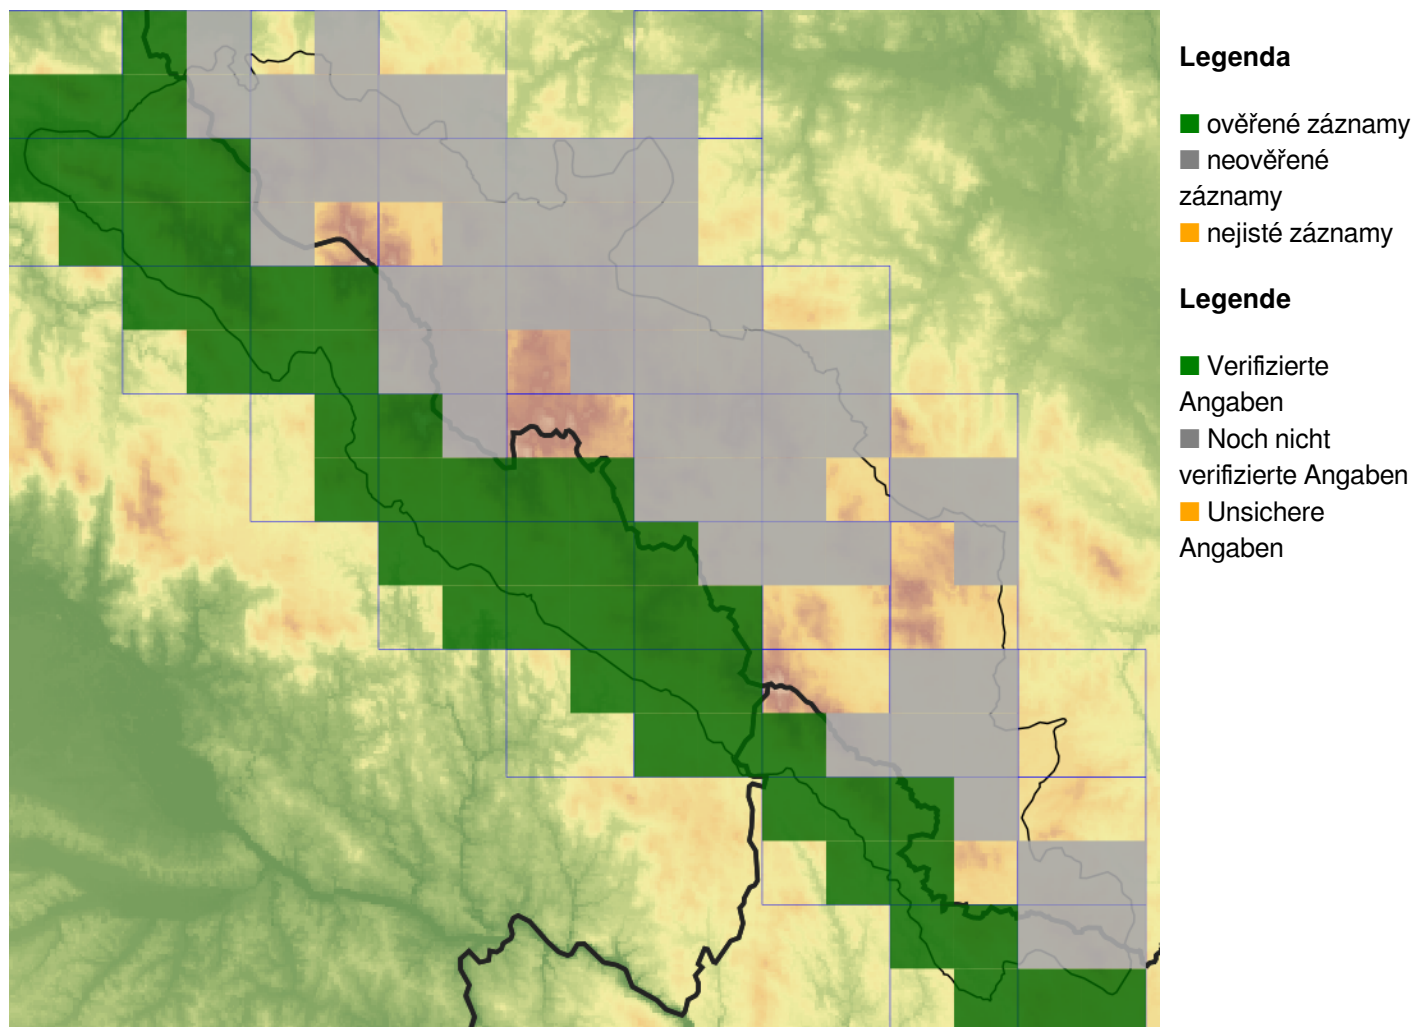 Legenda
ověřené záznamy
neověřené
záznamy
nejisté záznamy
Legende
Verifizierte
Angaben
Noch nicht
verifizierte Angaben
Unsichere
Angaben